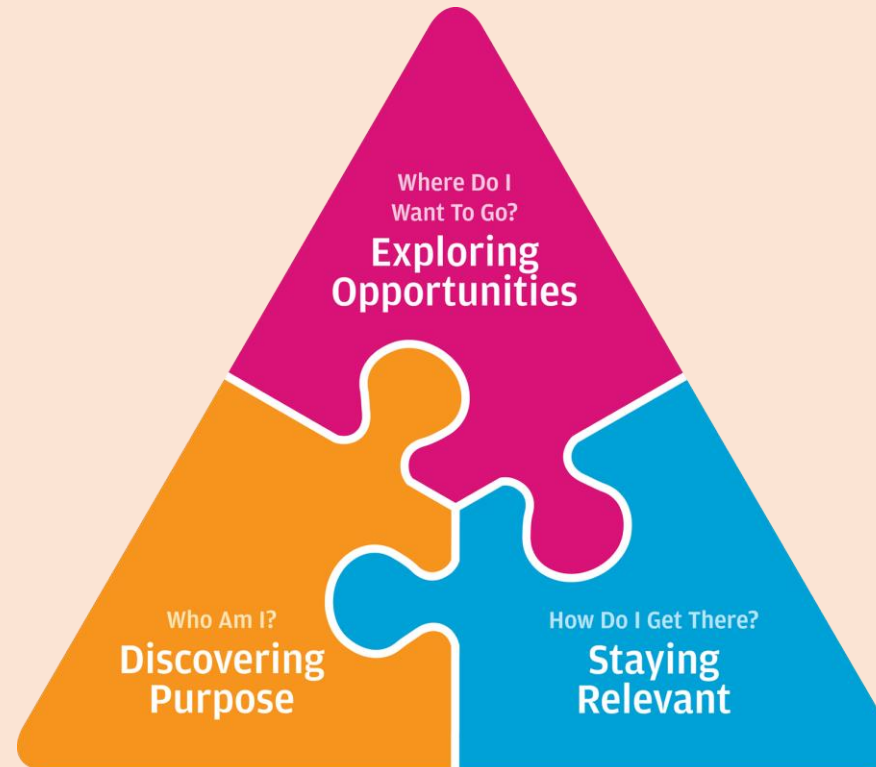 Where Do I
Want To Go?
Exploring
Opportunities
Who Am I?
Discovering
Purpose
How Do I Get There?
Staying
Relevant